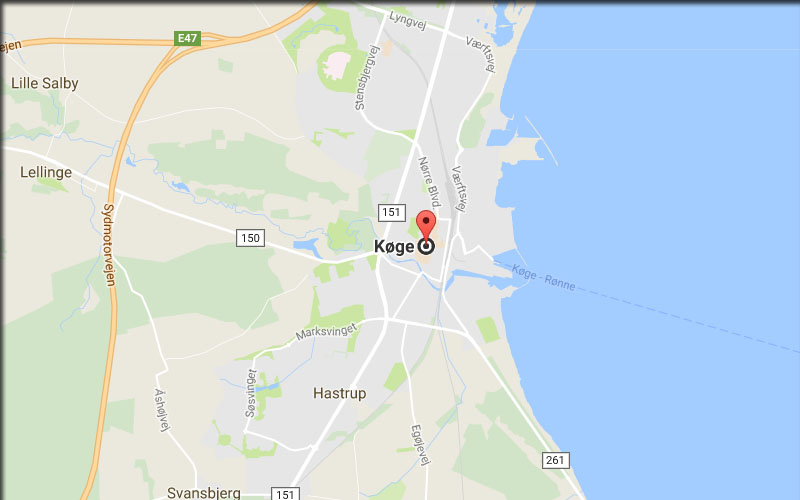 Lyngvej
E47
ejen
Værftsvej
Stensbjergvej
Lille Salby
Lellinge
Nørre Blvd.
Værftsvej
Sydmotorvejen
151
150
Køge
Køge - Rønne
Marksvinget
Søsvinget
Åshøjvej
Hastrup
Egøjevej
261
Svansbjerg
151